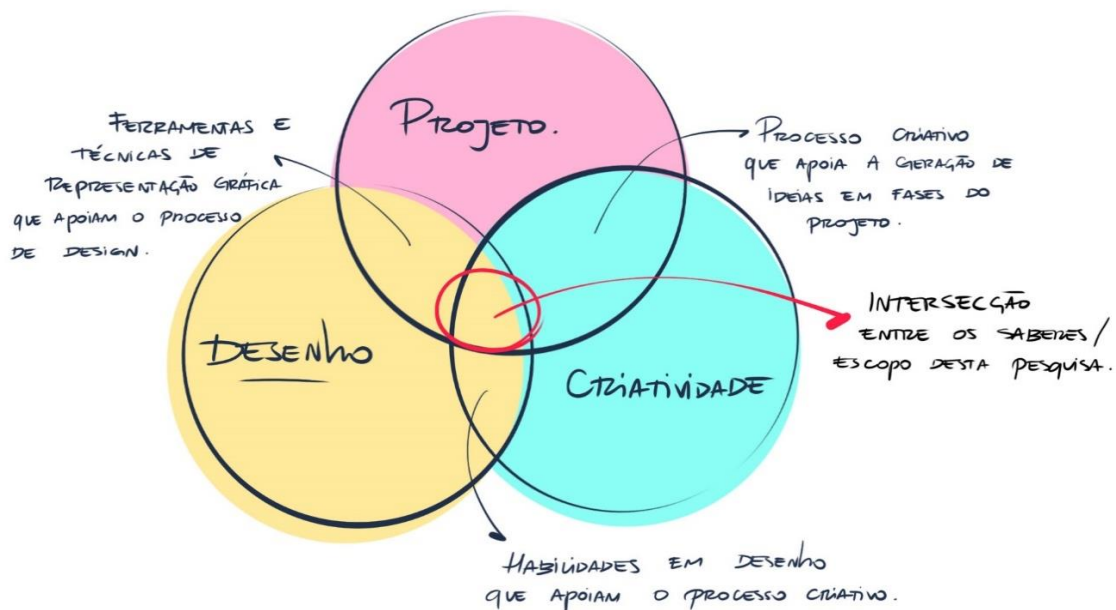 PROJETO.
FERRAMENTAS E
TÉCNICAS DE
REPRESENTAÇÃO GRÁFICA
QUE APOIAM O PROCESSO
DE DESIGN.
PROCESSO CRIATIVO
QUE APOIA A GERAÇÃO DE
IDEIAS EM FASES DO
PROJETO.
DESENHO
CRIATIVIDADE
INTERSECÇÃO
ENTRE OS SABERES/
ESCOPO DESTA PESQUISA.
HABILIDADES EM DESENHO
QUE APOIAM O PROCESSO CRIATIVO.